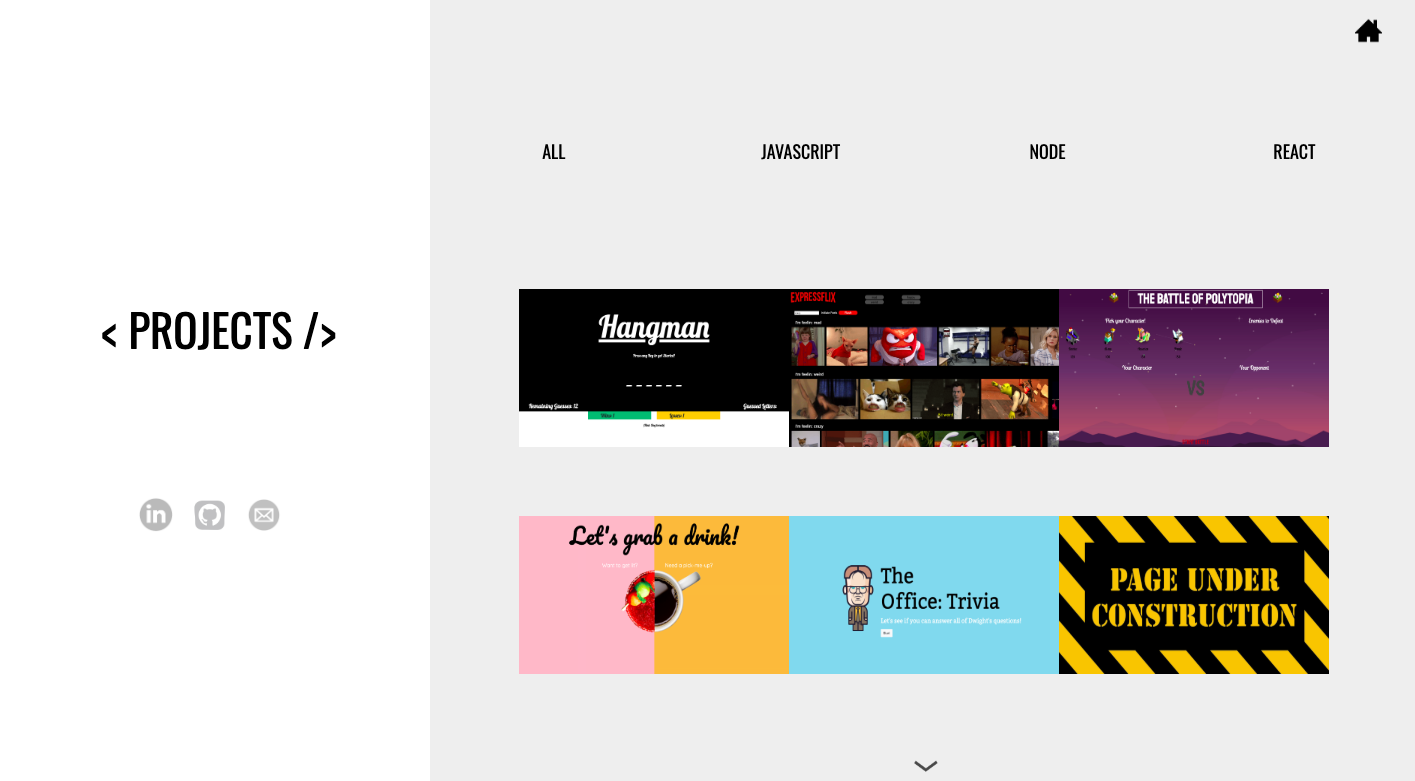 ALL
JAVASCRIPT
NODE
REACT
< PROJECTS />
in
Hangman
Press any key to get Started!
Remaining Guesses: 12
Guessed Letters:
Wins: 1
Losses: 1
EXPRESSFLIX
I'm feelin' mad
I'm feelin' weird
I'm feelin' crazy
THE BATTLE OF POLYTOPIA
Pick your Character!
Enemies to Defeat
Your Character
Your Opponent
VS
Let's grab a drink!
Want to get lit?
Need a pick-me-up?
The
Office: Trivia
Let's see if you can answer all of Dwight's questions!
PAGE UNDER
CONSTRUCTION